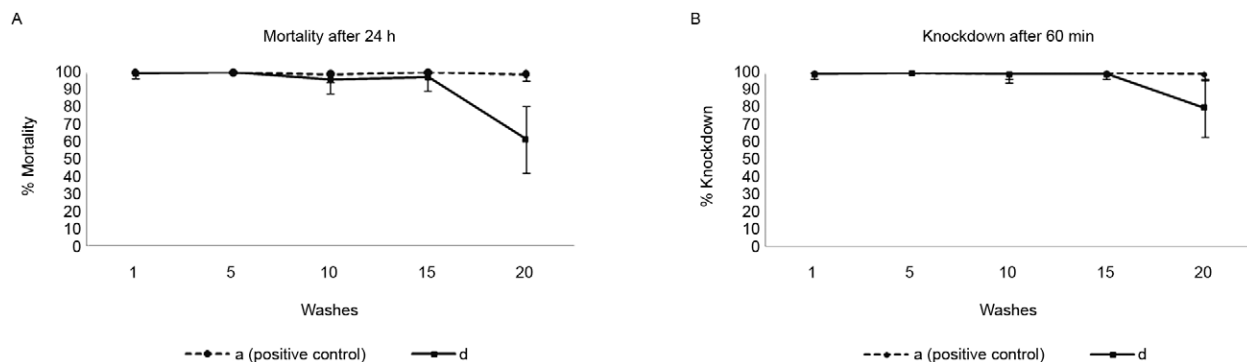 A
Mortality after 24 h
% Mortality
100
90
80
70
60
50
40
30
20
10
0
1 5 10 15 20
Washes
a (positive control) d
B
Knockdown after 60 min
% Knockdown
100
90
80
70
60
50
40
30
20
10
0
1 5 10 15 20
Washes
a (positive control) d